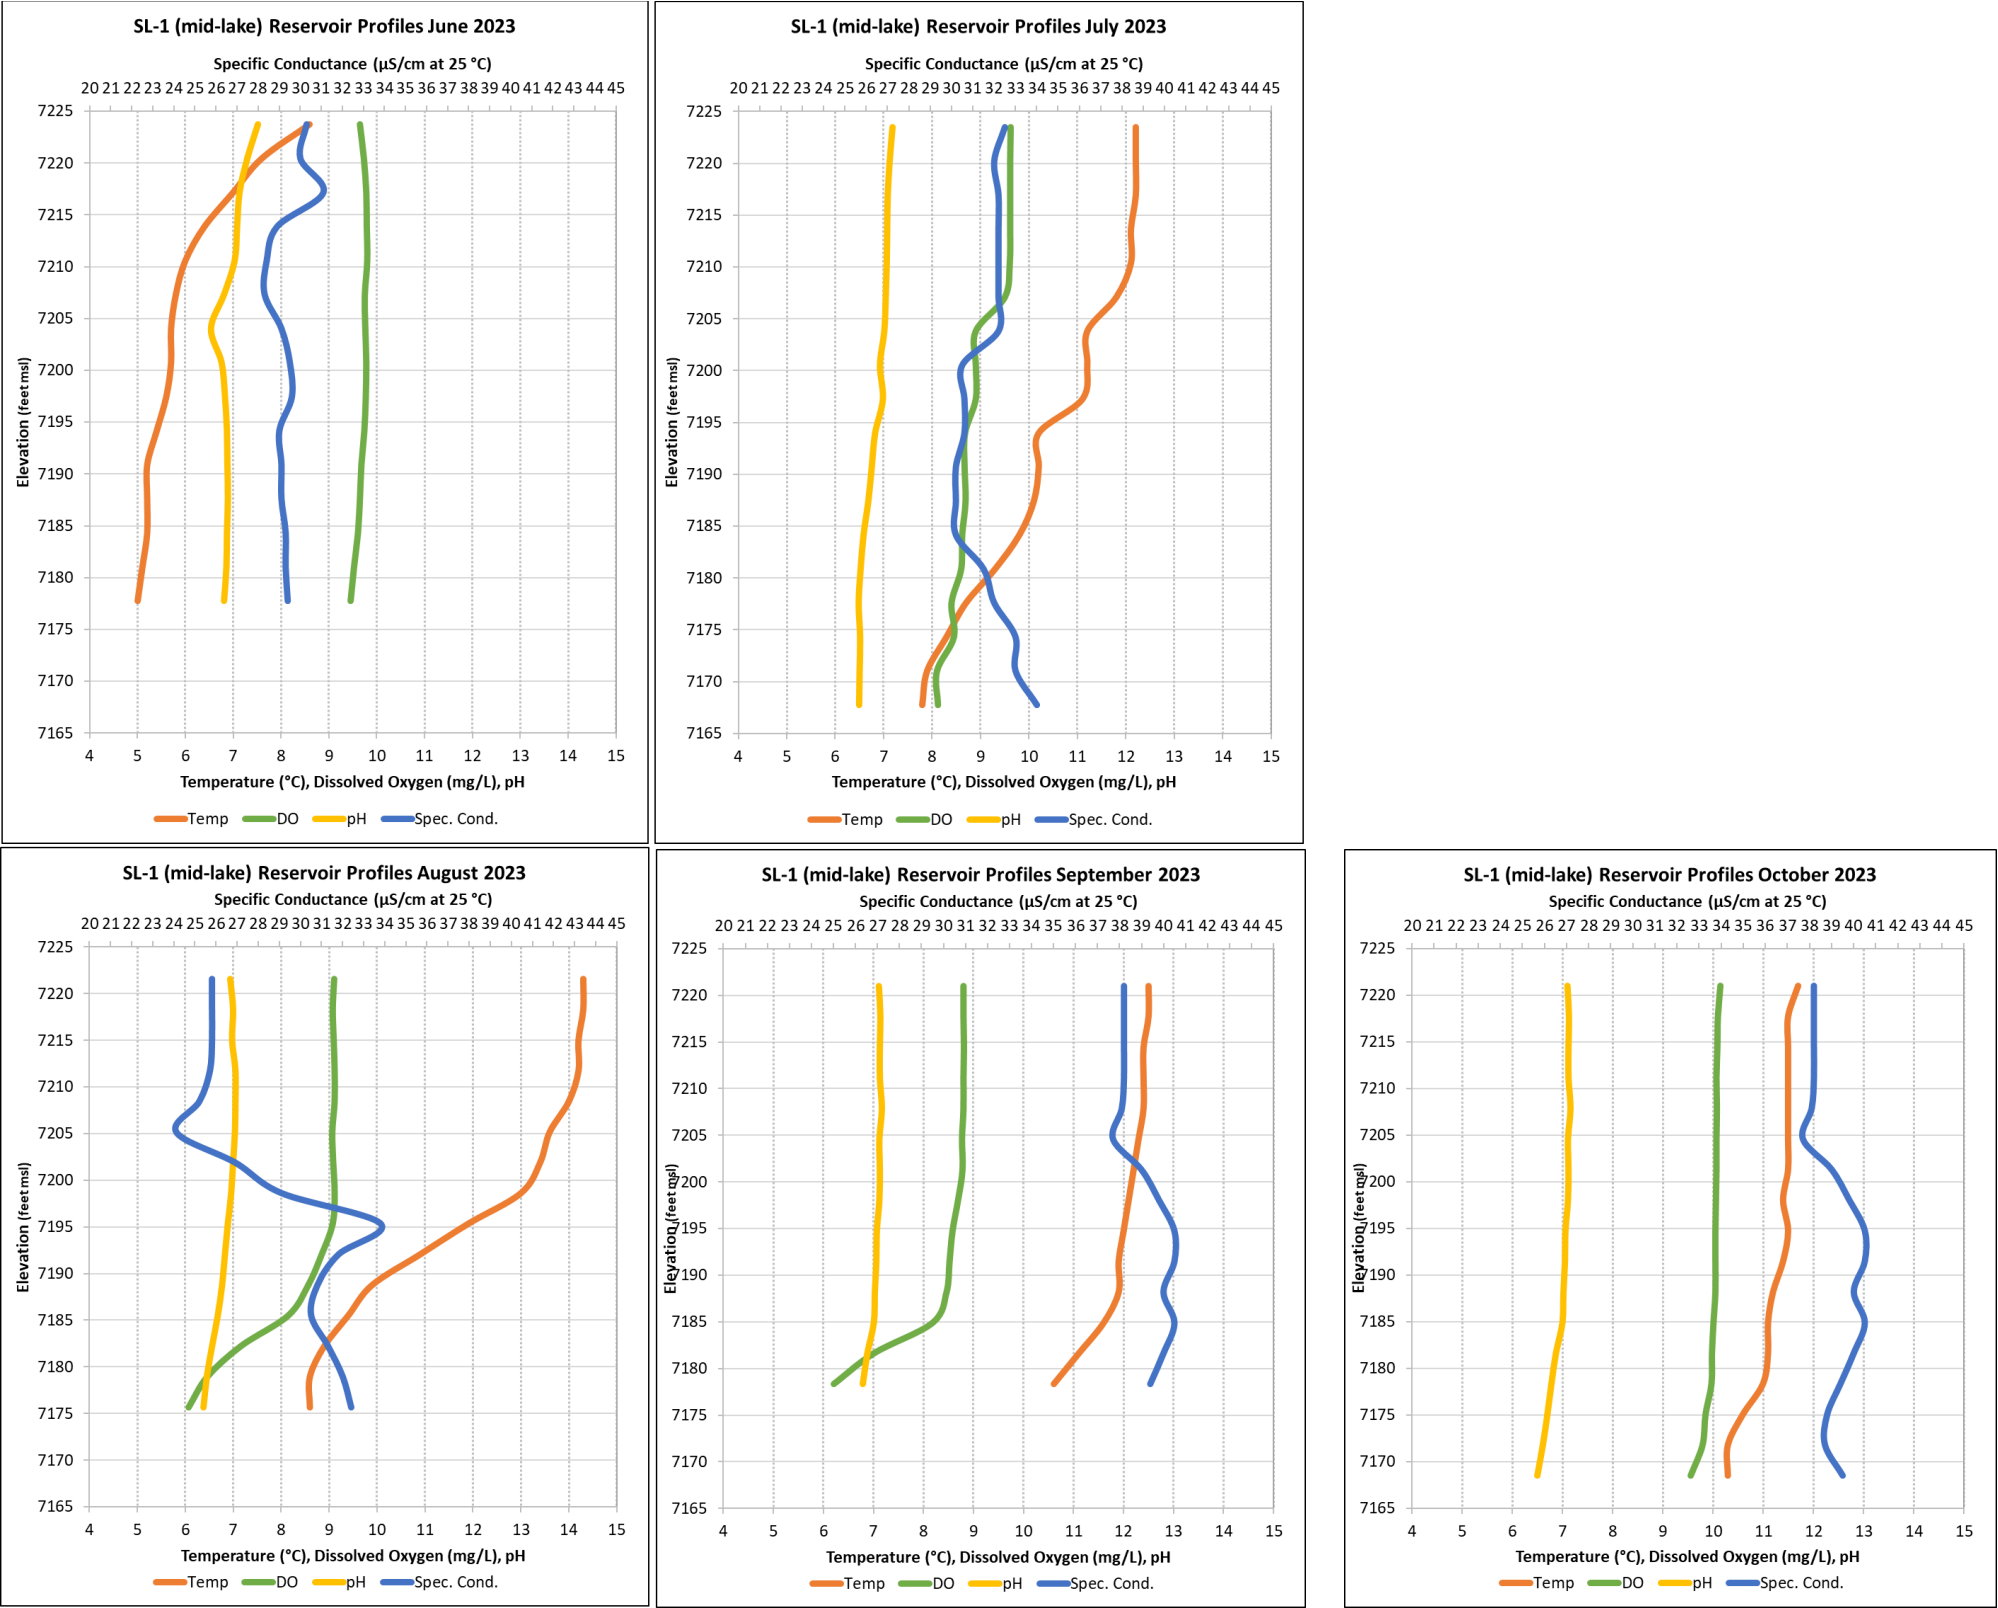 SL-1 (mid-lake) Reservoir Profiles June 2023
Specific Conductance (µS/cm at 25 °C)
20 21 22 23 24 25 26 27 28 29 30 31 32 33 34 35 36 37 38 39 40 41 42 43 44 45
7225
7220
7215
7210
7205
7200
7195
7190
7185
7180
7175
7170
7165
Elevation (feet msl)
4 5 6 7 8 9 10 11 12 13 14 15
Temperature (°C), Dissolved Oxygen (mg/L), pH
Temp DO pH Spec. Cond.
SL-1 (mid-lake) Reservoir Profiles July 2023
Specific Conductance (µS/cm at 25 °C)
20 21 22 23 24 25 26 27 28 29 30 31 32 33 34 35 36 37 38 39 40 41 42 43 44 45
7225
7220
7215
7210
7205
7200
7195
7190
7185
7180
7175
7170
7165
Elevation (feet msl)
4 5 6 7 8 9 10 11 12 13 14 15
Temperature (°C), Dissolved Oxygen (mg/L), pH
Temp DO pH Spec. Cond.
SL-1 (mid-lake) Reservoir Profiles August 2023
Specific Conductance (µS/cm at 25 °C)
20 21 22 23 24 25 26 27 28 29 30 31 32 33 34 35 36 37 38 39 40 41 42 43 44 45
7225
7220
7215
7210
7205
7200
7195
7190
7185
7180
7175
7170
7165
Elevation (feet msl)
4 5 6 7 8 9 10 11 12 13 14 15
Temperature (°C), Dissolved Oxygen (mg/L), pH
Temp DO pH Spec. Cond.
SL-1 (mid-lake) Reservoir Profiles September 2023
Specific Conductance (µS/cm at 25 °C)
20 21 22 23 24 25 26 27 28 29 30 31 32 33 34 35 36 37 38 39 40 41 42 43 44 45
7225
7220
7215
7210
7205
7200
7195
7190
7185
7180
7175
7170
7165
Elevation (feet msl)
4 5 6 7 8 9 10 11 12 13 14 15
Temperature (°C), Dissolved Oxygen (mg/L), pH
Temp DO pH Spec. Cond.
SL-1 (mid-lake) Reservoir Profiles October 2023
Specific Conductance (µS/cm at 25 °C)
20 21 22 23 24 25 26 27 28 29 30 31 32 33 34 35 36 37 38 39 40 41 42 43 44 45
7225
7220
7215
7210
7205
7200
7195
7190
7185
7180
7175
7170
7165
Elevation (feet msl)
4 5 6 7 8 9 10 11 12 13 14 15
Temperature (°C), Dissolved Oxygen (mg/L), pH
Temp DO pH Spec. Cond.